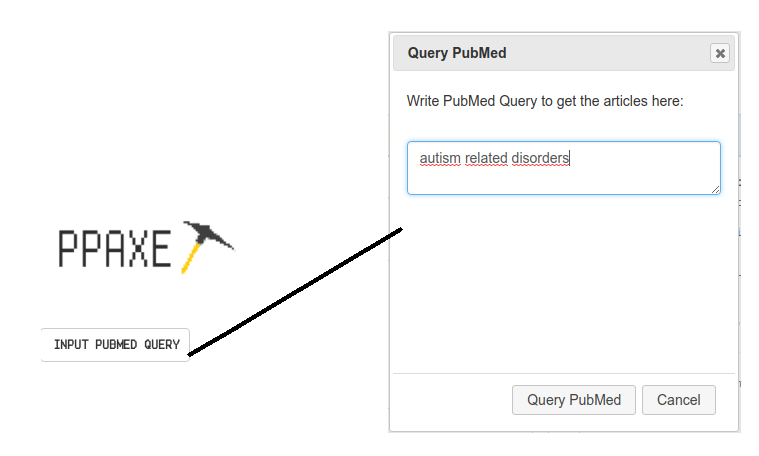 Query PubMed
Write PubMed Query to get the articles here:
autism related disorders
PPAXE
INPUT PUBMED QUERY
Query PubMed
Cancel